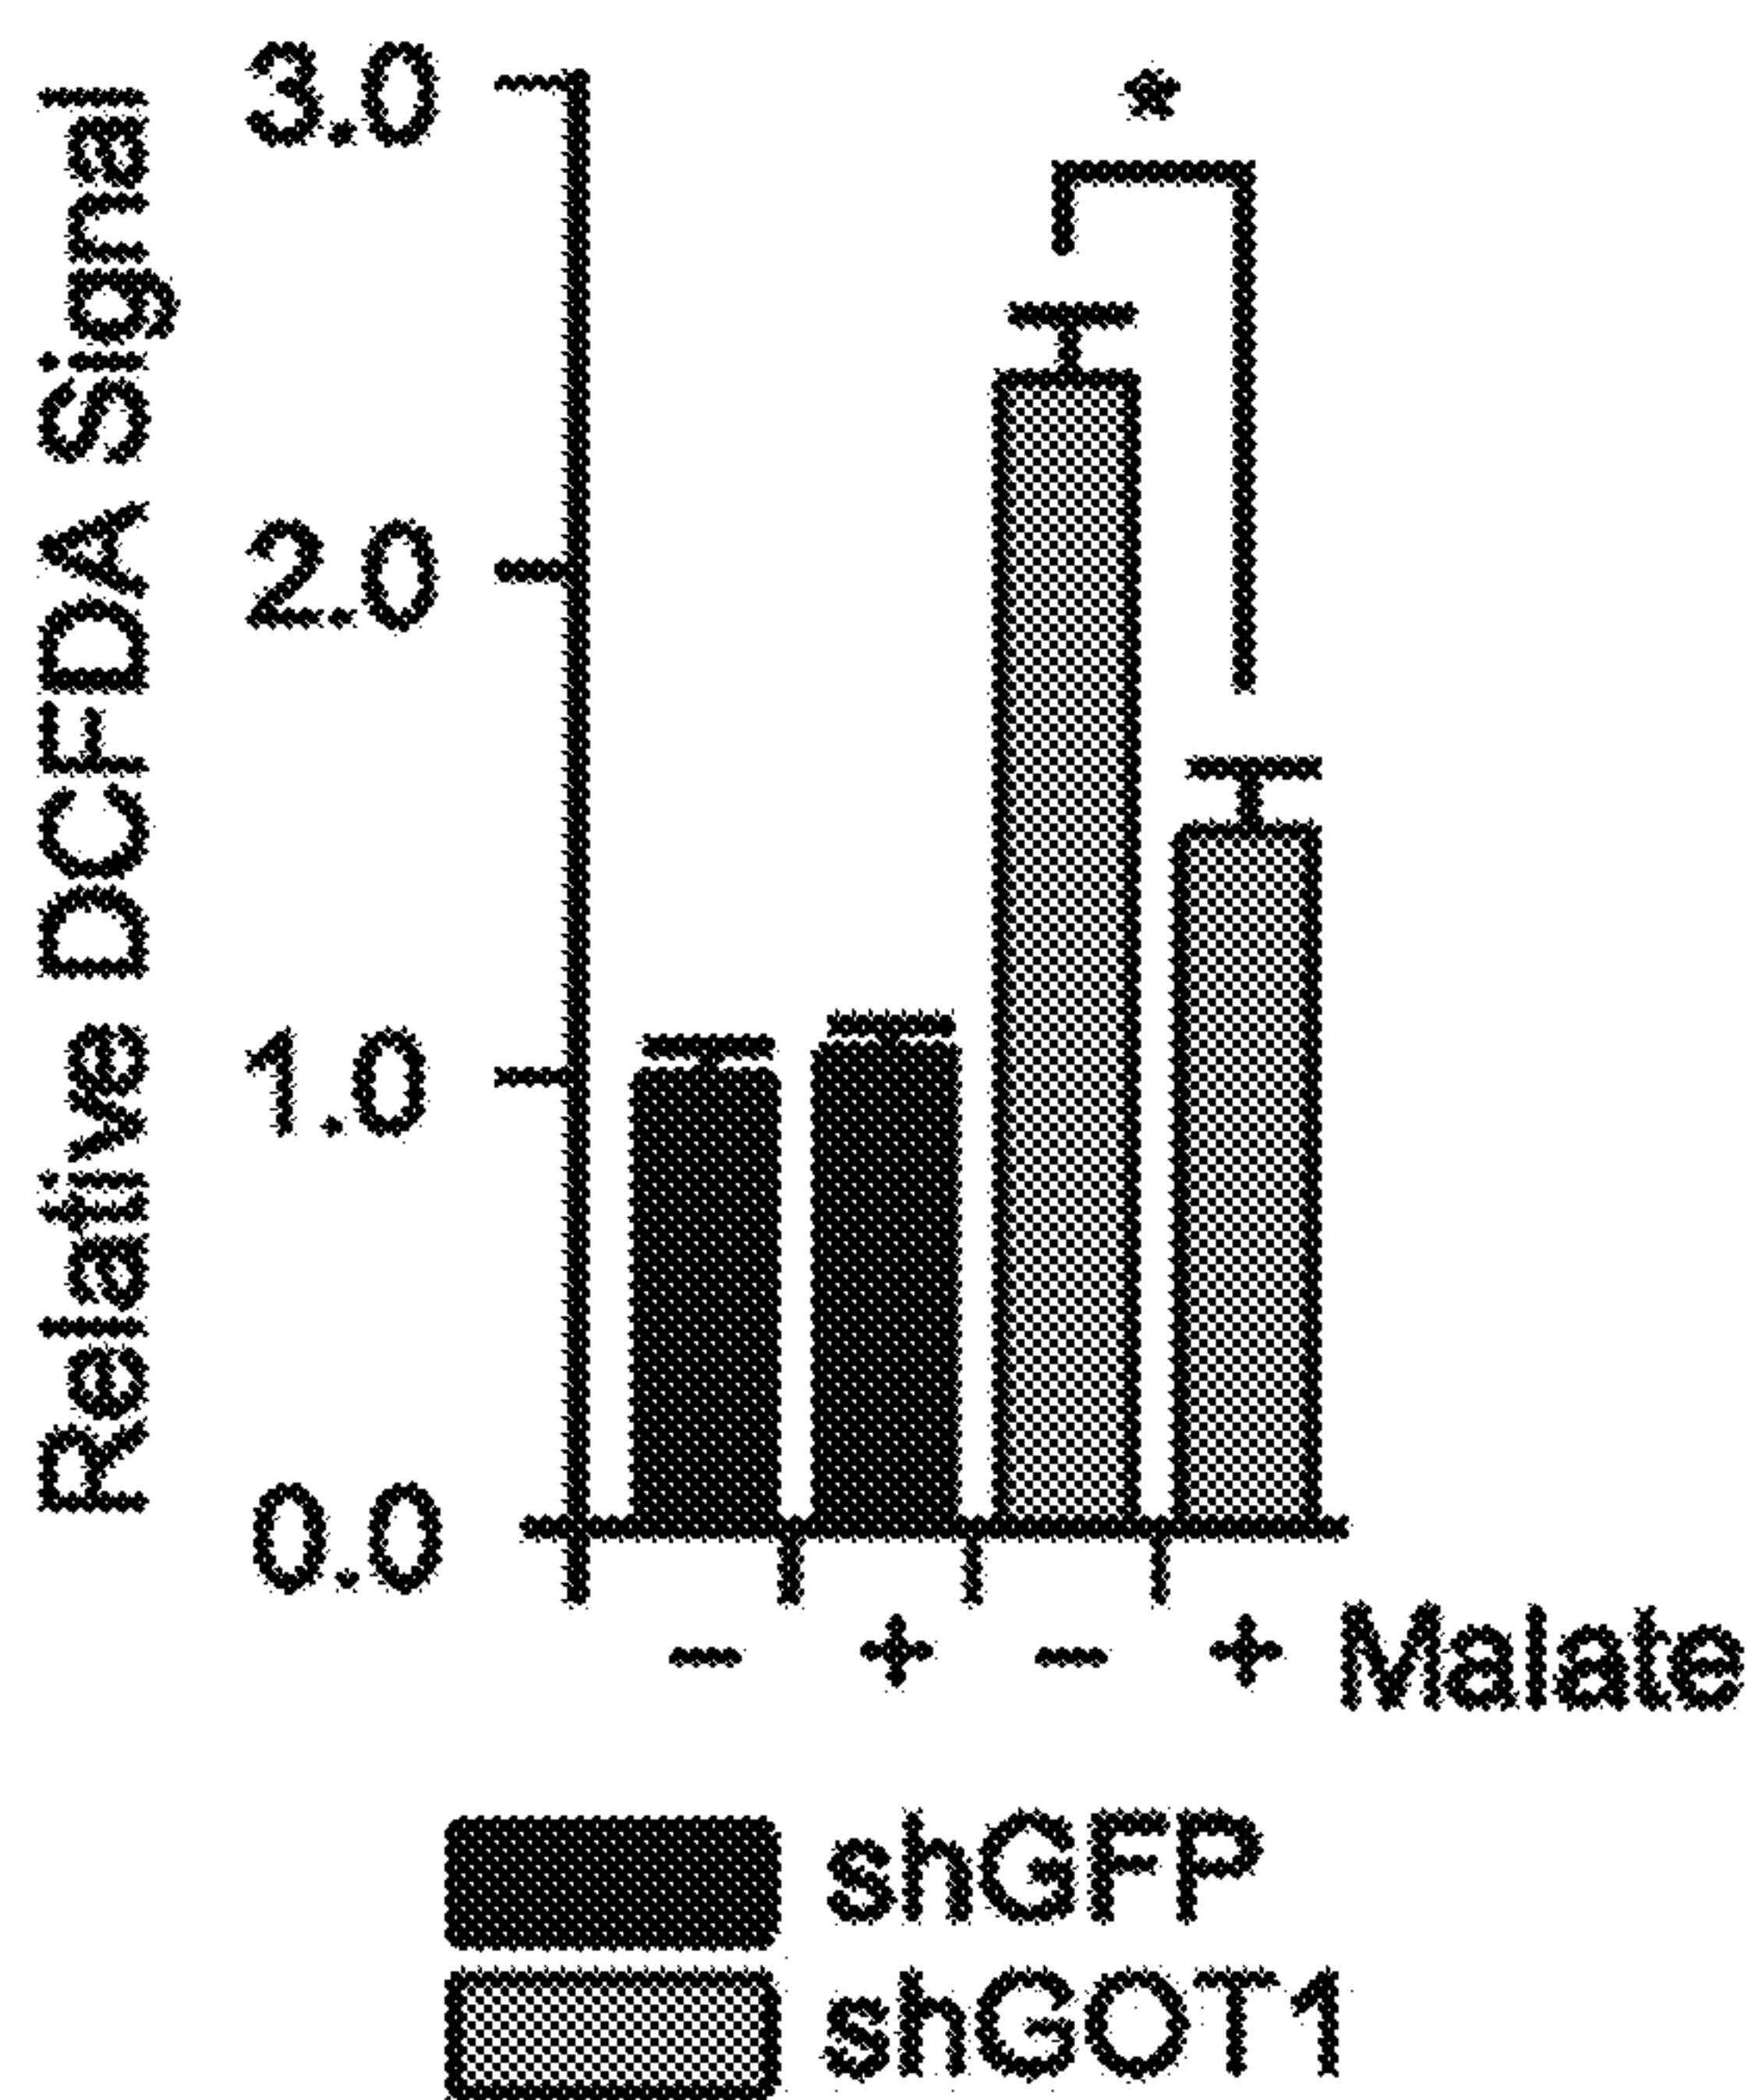 Relative DCFDA Signal
3.0
*
2.0
1.0
0.0
− + − + Malate
shGFP
shGOT1